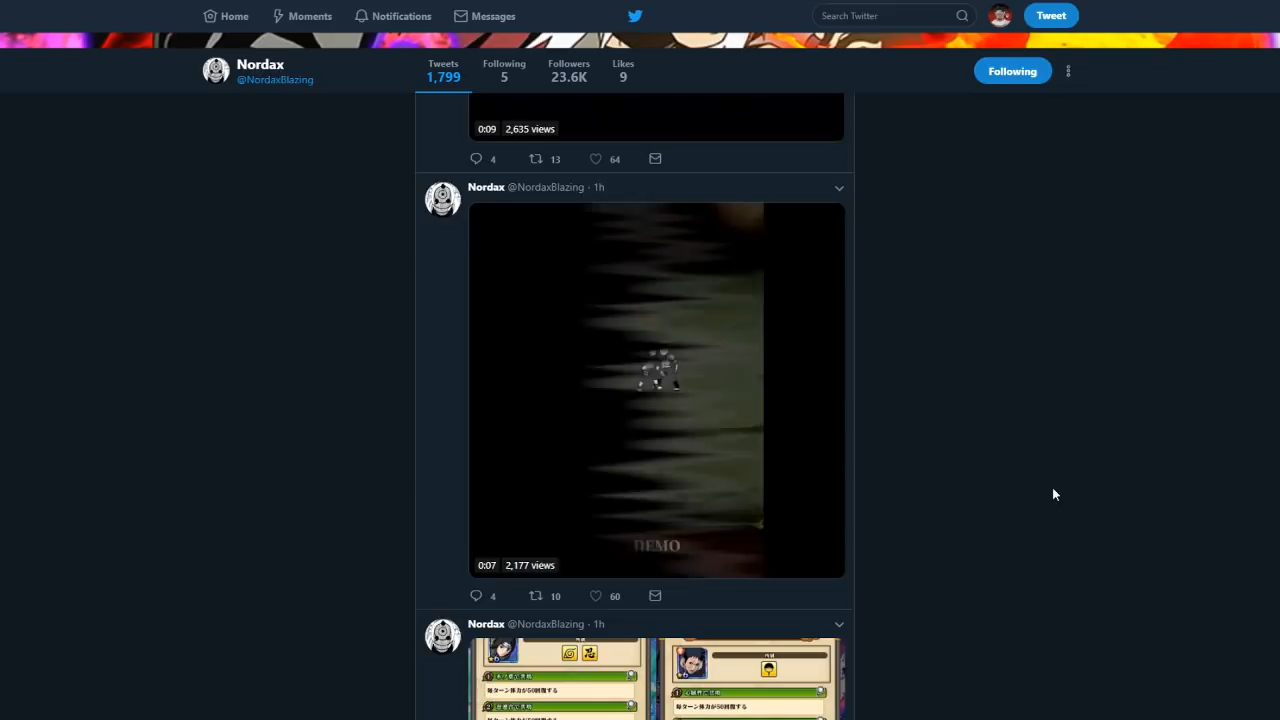 Home Moments Notifications Messages Search Twitter Tweet
Nordax
@NordaxBlazing
Tweets Following Followers Likes
1,799 5 23.6K 9
Following
0:09 2,635 views
4 13 64
Nordax @NordaxBlazing · 1h
DEMO
0:07 2,177 views
4 10 60
Nordax @NordaxBlazing · 1h
毎ターン体力が50回復する
毎ターン体力が50回復する